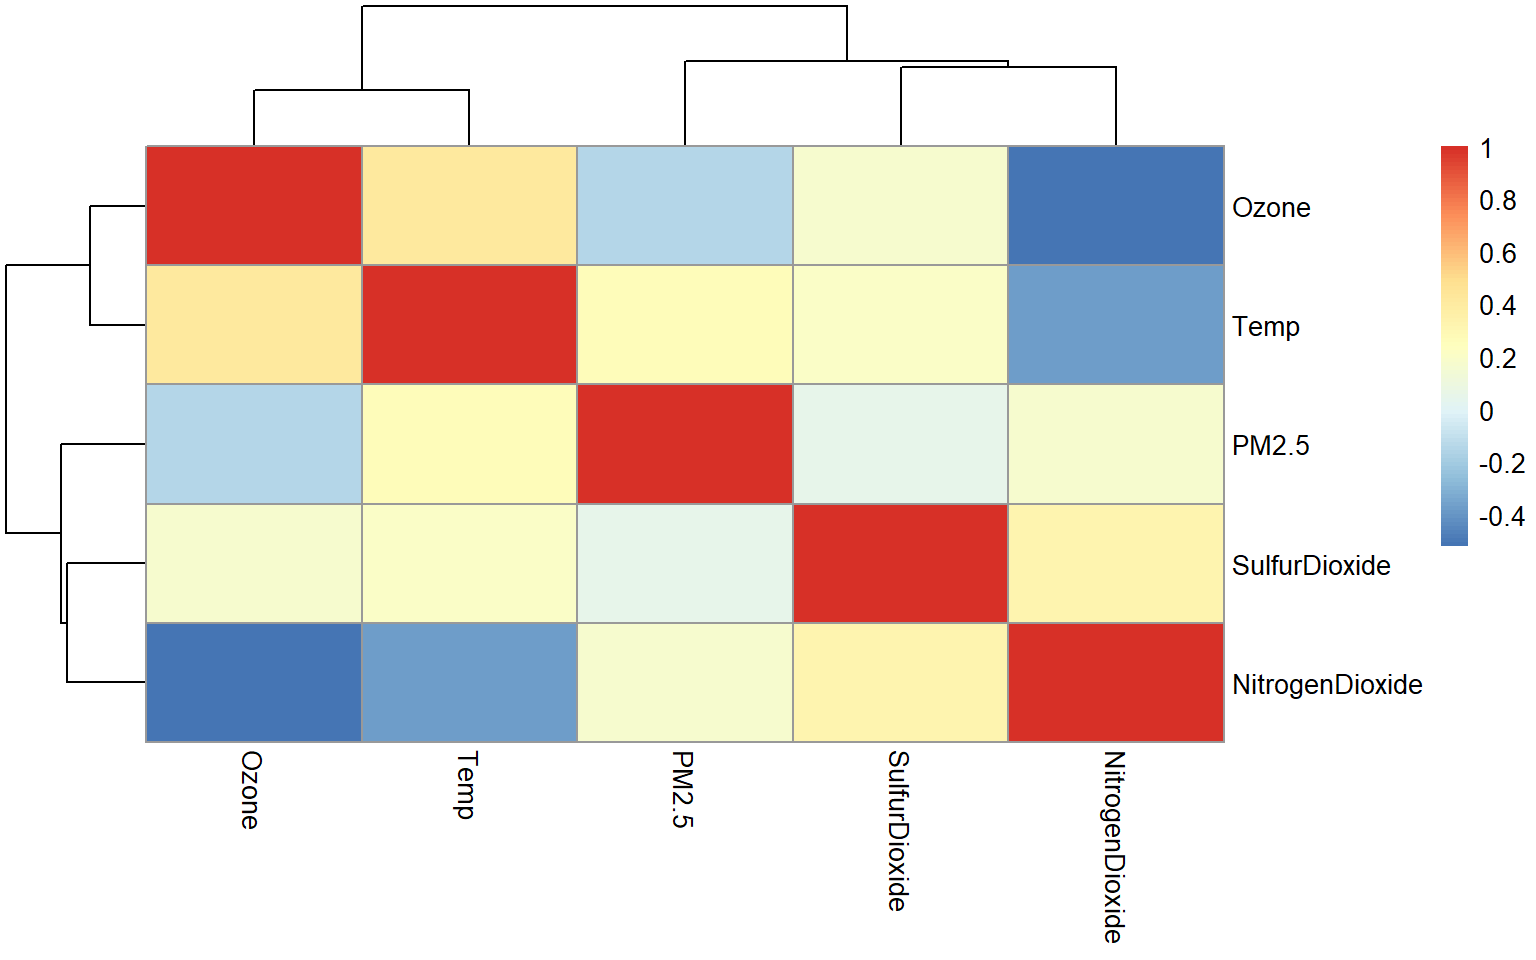 1
0.8
0.6
0.4
0.2
0
-0.2
-0.4
Ozone
Temp
PM2.5
SulfurDioxide
NitrogenDioxide
Ozone
Temp
PM2.5
SulfurDioxide
NitrogenDioxide